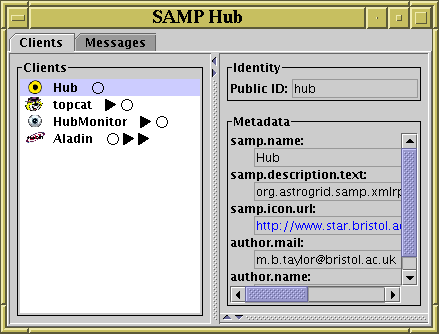 SAMP Hub
Clients Messages
Clients
Hub
topcat
HubMonitor
Aladin
Identity
Public ID: hub
Metadata
samp.name:
Hub
samp.description.text:
org.astrogrid.samp.xmlrp
samp.icon.url:
http://www.star.bristol.ac
author.mail:
m.b.taylor@bristol.ac.uk
author.name: